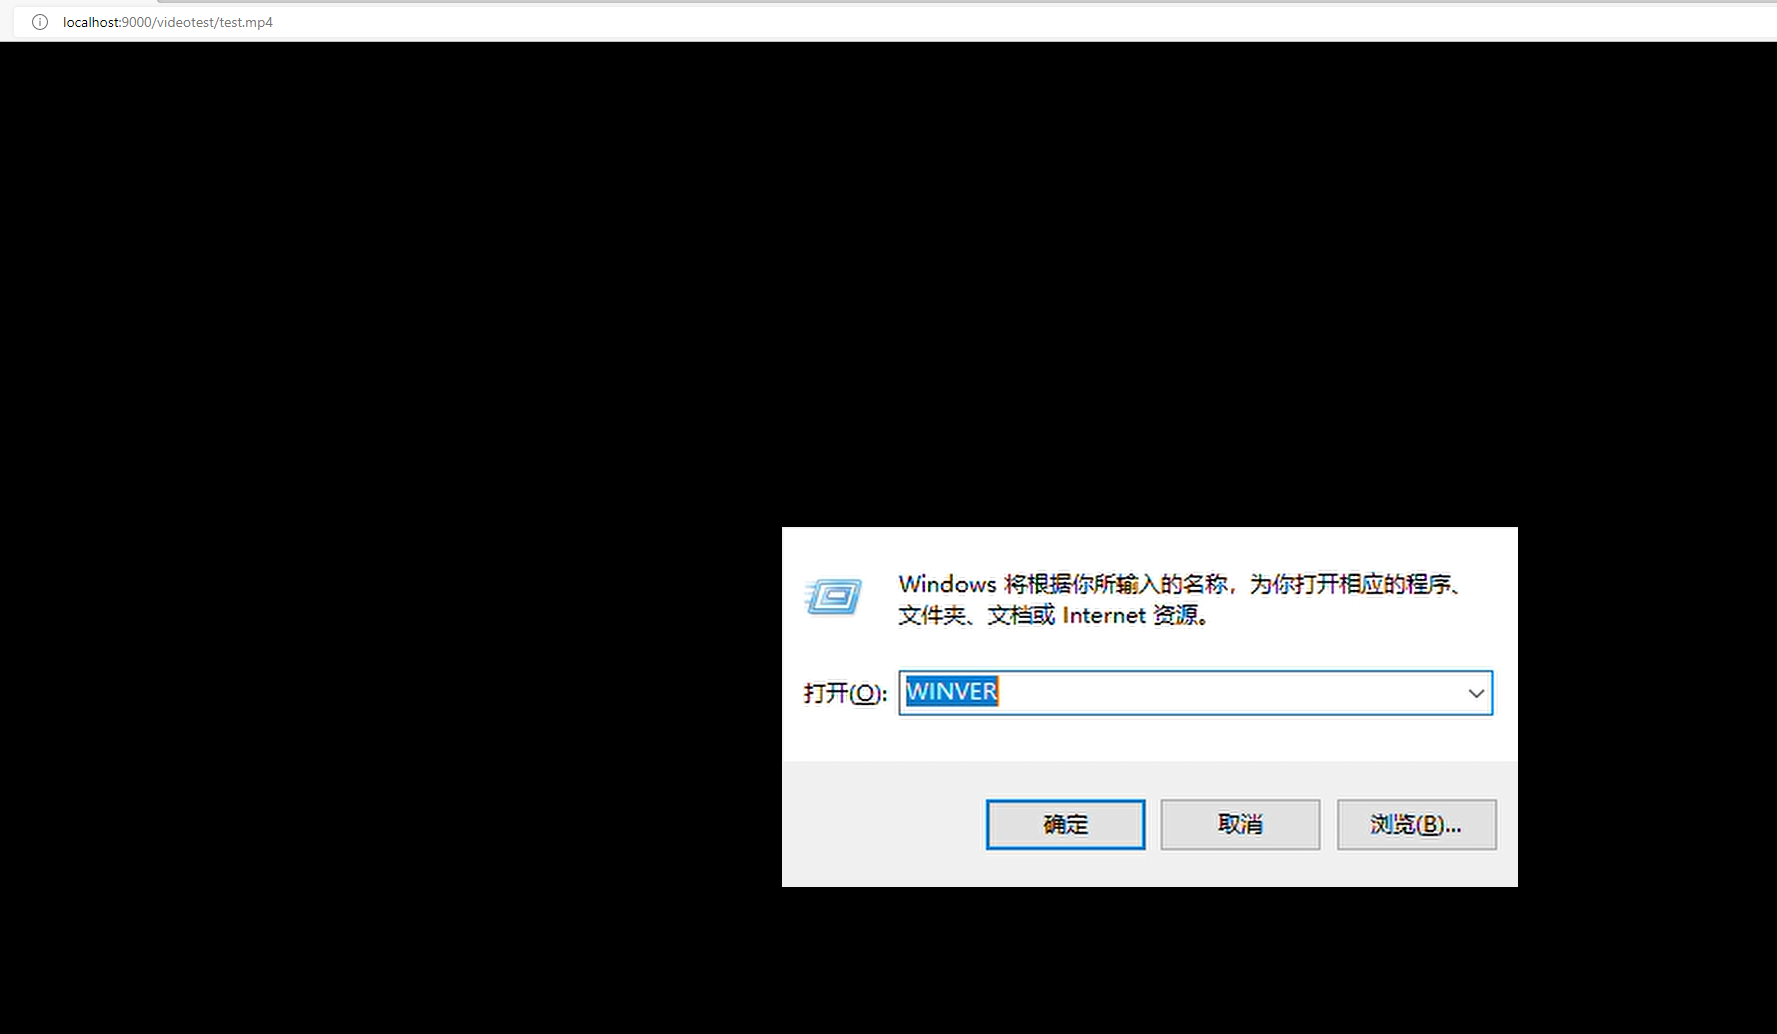 localhost:9000/videotest/test.mp4
Windows 将根据你所输入的名称，为你打开相应的程序、
文件夹、文档或 Internet 资源。
打开(O): WINVER
确定 取消 浏览(B)...